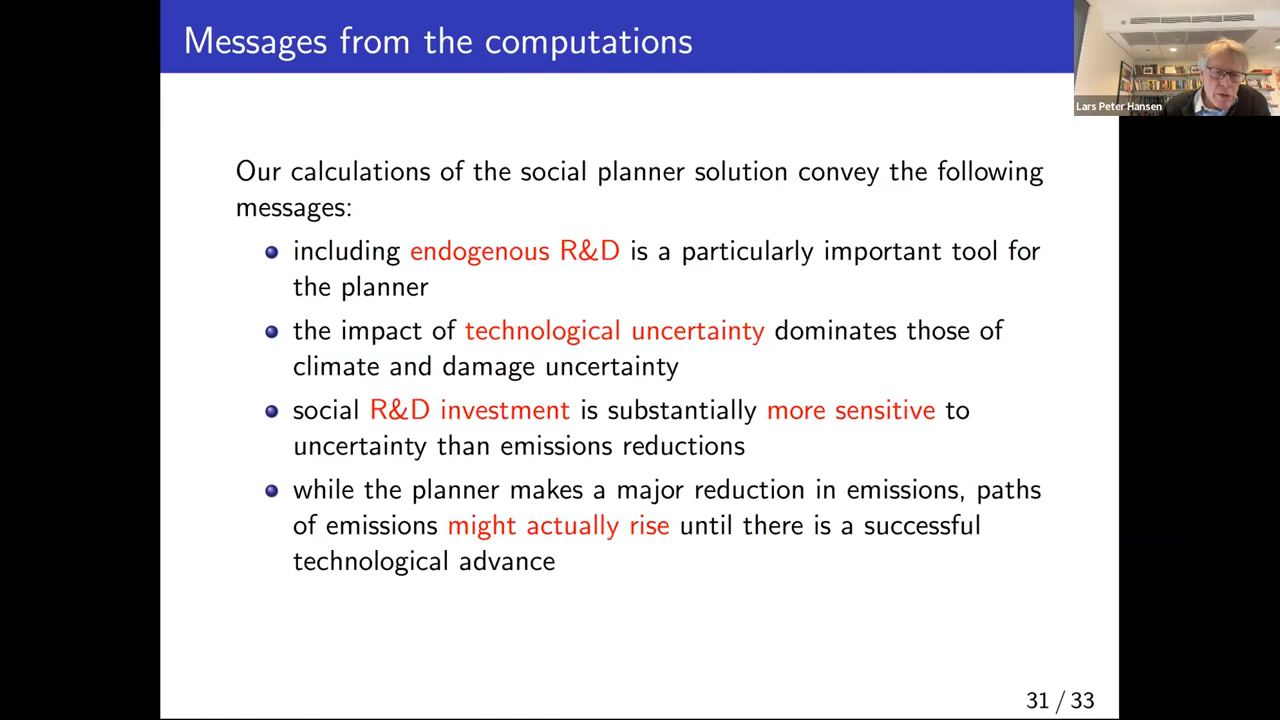 Messages from the computations
Lars Peter Hansen
Our calculations of the social planner solution convey the following
messages:
including endogenous R&D is a particularly important tool for
the planner
the impact of technological uncertainty dominates those of
climate and damage uncertainty
social R&D investment is substantially more sensitive to
uncertainty than emissions reductions
while the planner makes a major reduction in emissions, paths
of emissions might actually rise until there is a successful
technological advance
31 / 33